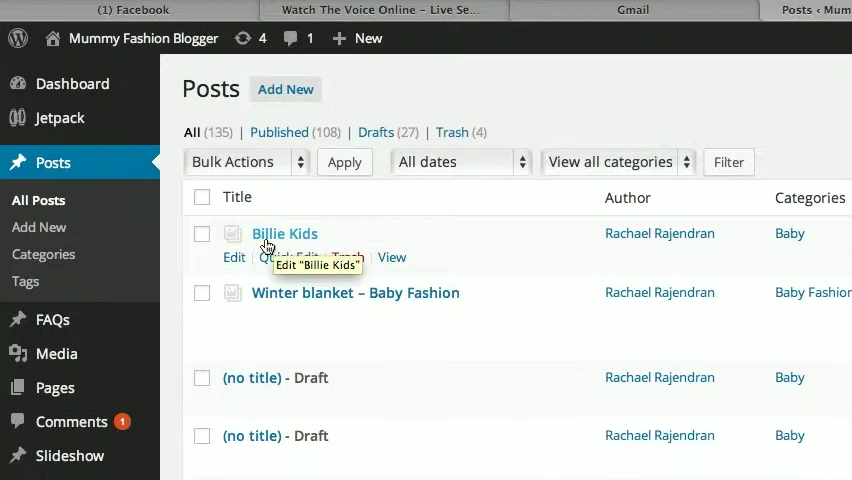 (1) Facebook Watch The Voice Online – Live Se... Gmail Posts ‹ Mum
Mummy Fashion Blogger 4 1 + New
Dashboard
Jetpack
Posts
All Posts
Add New
Categories
Tags
FAQs
Media
Pages
Comments 1
Slideshow
Posts Add New
All (135) | Published (108) | Drafts (27) | Trash (4)
Bulk Actions Apply All dates View all categories Filter
Title Author Categories
Billie Kids Rachael Rajendran Baby
Edit | Quick Edit | Trash | View
Edit "Billie Kids"
Winter blanket – Baby Fashion Rachael Rajendran Baby Fashion
(no title) - Draft Rachael Rajendran Baby
(no title) - Draft Rachael Rajendran Baby